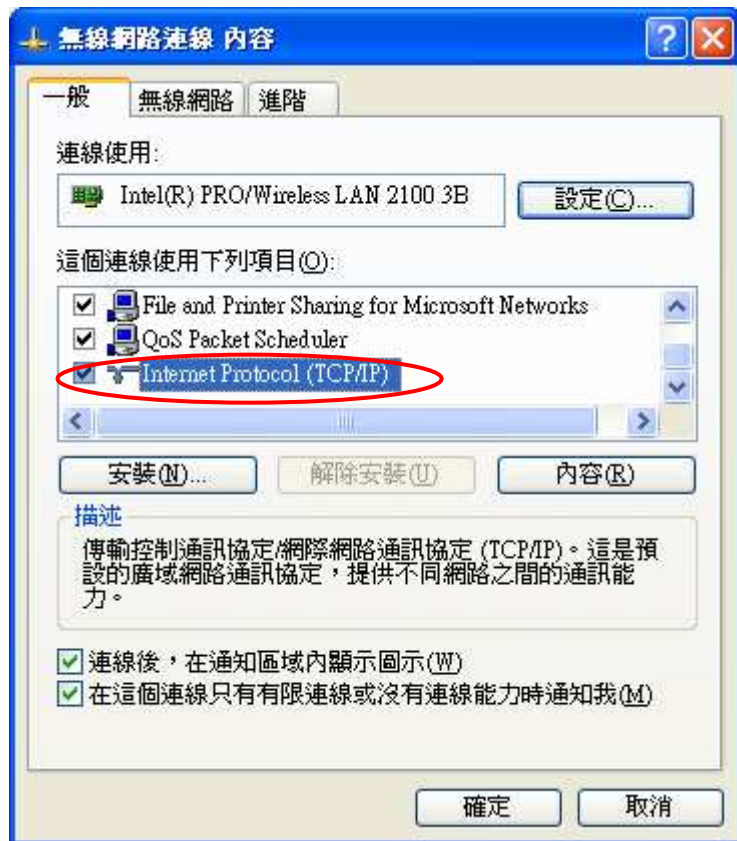 無線網路連線 內容
一般 無線網路 進階
連線使用:
Intel(R) PRO/Wireless LAN 2100 3B 設定(C)...
這個連線使用下列項目(O):
File and Printer Sharing for Microsoft Networks
QoS Packet Scheduler
Internet Protocol (TCP/IP)
安裝(N)... 解除安裝(U) 內容(R)
描述
傳輸控制通訊協定/網際網路通訊協定 (TCP/IP)。這是預
設的廣域網路通訊協定，提供不同網路之間的通訊能
力。
連線後，在通知區域內顯示圖示(W)
在這個連線只有有限連線或沒有連線能力時通知我(M)
確定 取消